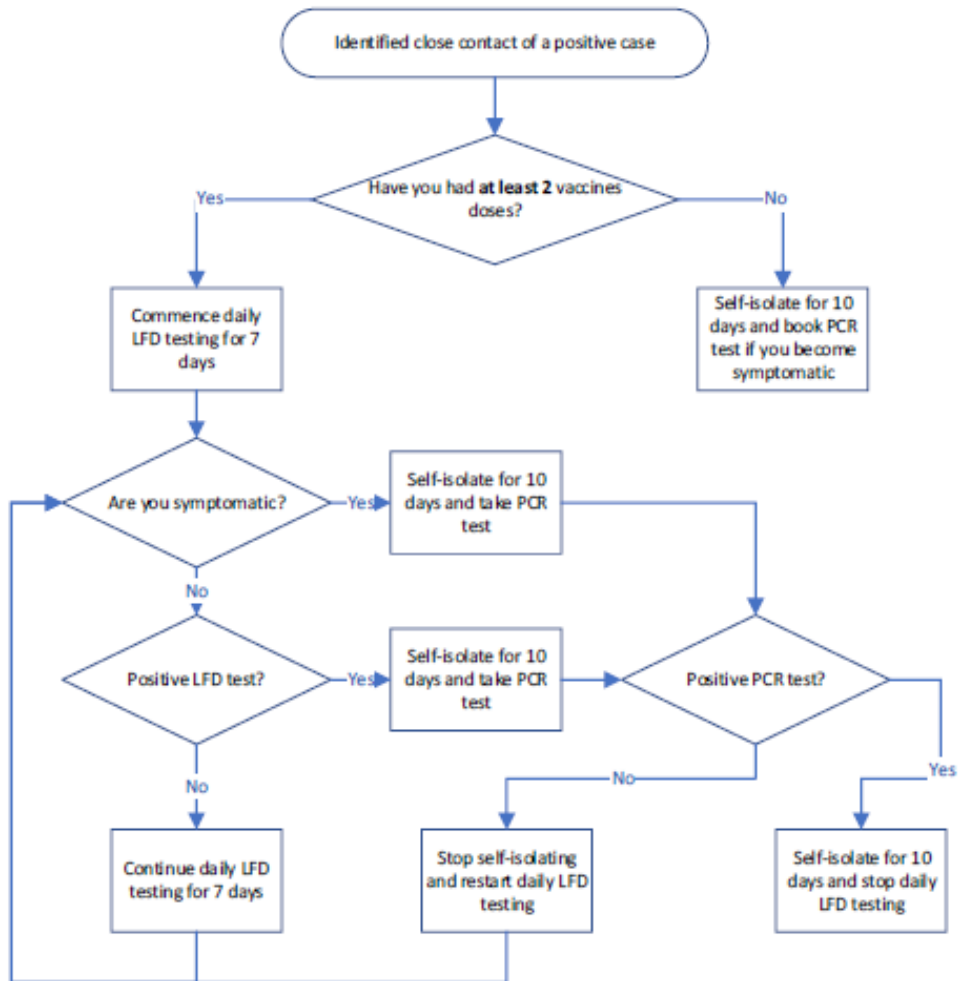 Identified close contact of a positive case
Have you had at least 2 vaccines
doses?
Yes
No
Commence daily
LFD testing for 7
days
Self-isolate for 10
days and book PCR
test if you become
symptomatic
Are you symptomatic?
Yes
Self-isolate for 10
days and take PCR
test
No
Positive LFD test?
Yes
Self-isolate for 10
days and take PCR
test
Positive PCR test?
No
No
Yes
Continue daily LFD
testing for 7 days
Stop self-isolating
and restart daily LFD
testing
Self-isolate for 10
days and stop daily
LFD testing